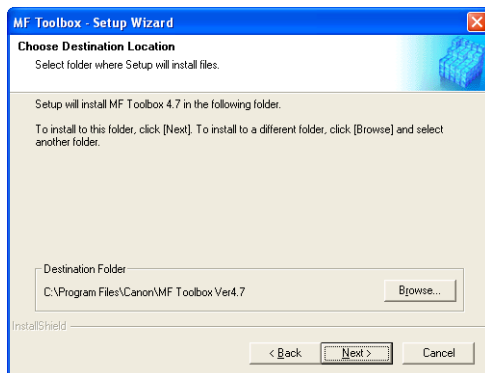 MF Toolbox - Setup Wizard
Choose Destination Location
Select folder where Setup will install files.
Setup will install MF Toolbox 4.7 in the following folder.
To install to this folder, click [Next]. To install to a different folder, click [Browse] and select
another folder.
Destination Folder
C:\Program Files\Canon\MF Toolbox Ver4.7
Browse...
InstallShield
< Back
Next >
Cancel